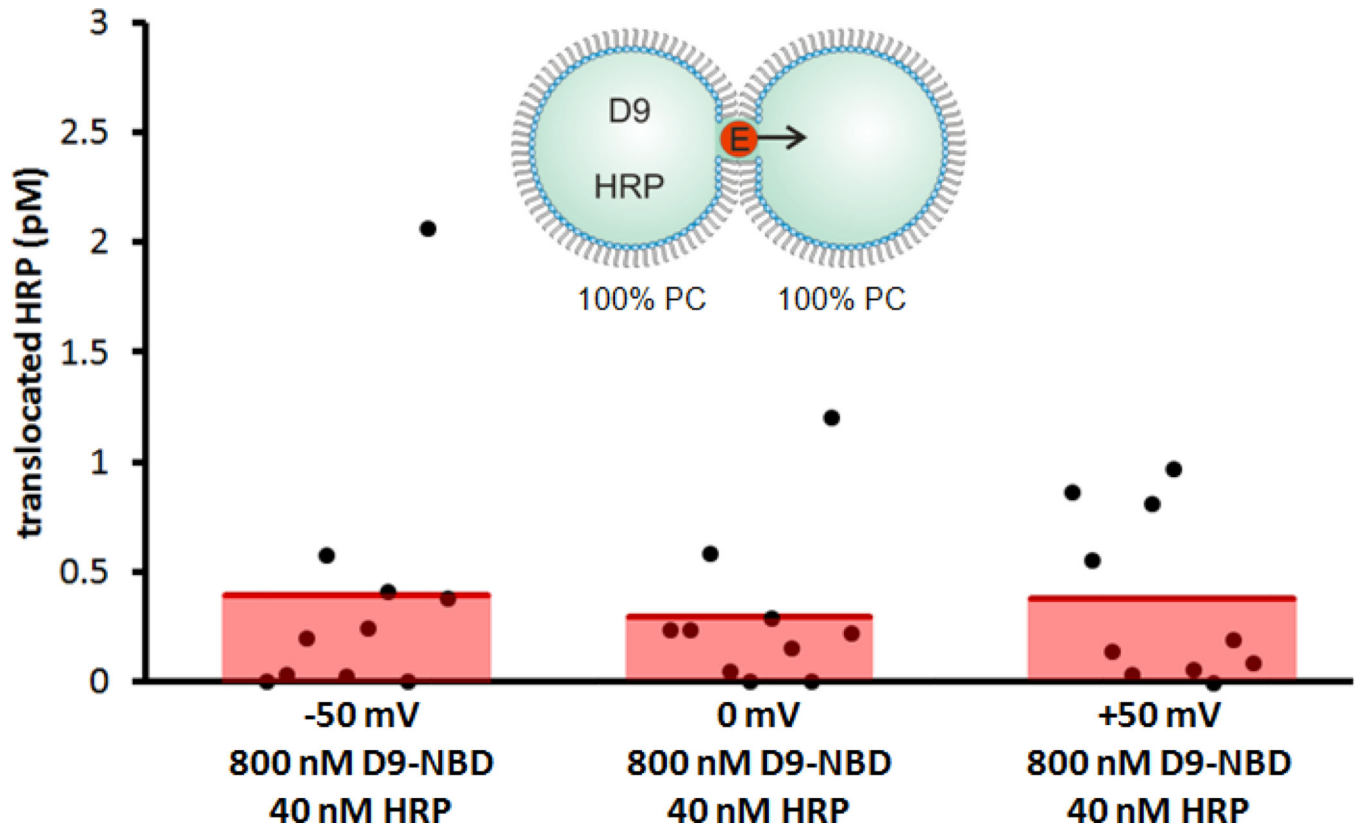 translocated HRP (pM)
3
2.5
2
1.5
1
0.5
0
D9
HRP
E
100% PC
100% PC
-50 mV
800 nM D9-NBD
40 nM HRP
0 mV
800 nM D9-NBD
40 nM HRP
+50 mV
800 nM D9-NBD
40 nM HRP